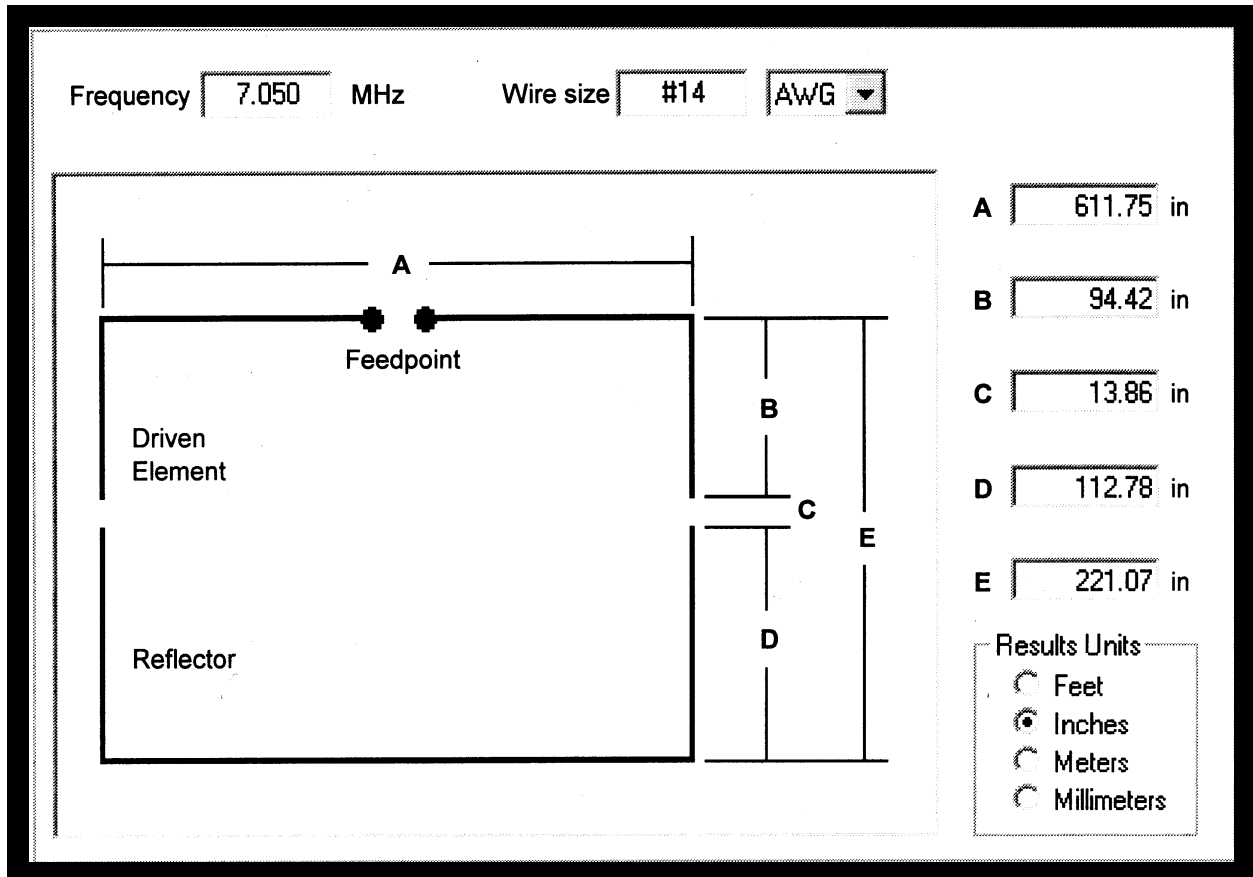 Frequency 7.050 MHz Wire size #14 AWG
A 611.75 in
A
Feedpoint
B 94.42 in
B
C 13.86 in
Driven
Element
D 112.78 in
C
E
E 221.07 in
D
Reflector
Results Units
Feet
Inches
Meters
Millimeters